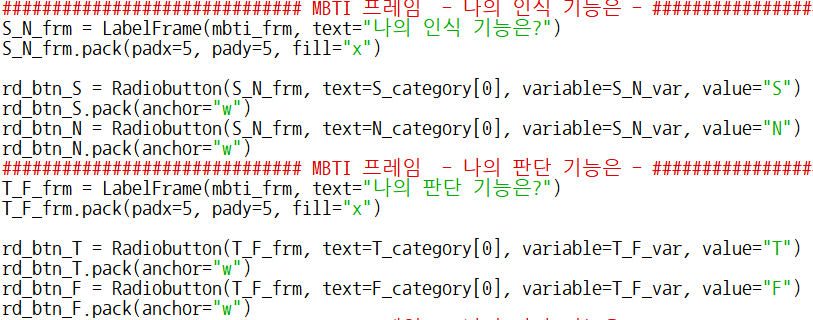 ############################## MBTI 프레임  - 나의 인식 기능은 - ################
S_N_frm = LabelFrame(mbti_frm, text="나의 인식 기능은?")
S_N_frm.pack(padx=5, pady=5, fill="x")

rd_btn_S = Radiobutton(S_N_frm, text=S_category[0], variable=S_N_var, value="S")
rd_btn_S.pack(anchor="w")
rd_btn_N = Radiobutton(S_N_frm, text=N_category[0], variable=S_N_var, value="N")
rd_btn_N.pack(anchor="w")
############################## MBTI 프레임  - 나의 판단 기능은 - ################
T_F_frm = LabelFrame(mbti_frm, text="나의 판단 기능은?")
T_F_frm.pack(padx=5, pady=5, fill="x")

rd_btn_T = Radiobutton(T_F_frm, text=T_category[0], variable=T_F_var, value="T")
rd_btn_T.pack(anchor="w")
rd_btn_F = Radiobutton(T_F_frm, text=F_category[0], variable=T_F_var, value="F")
rd_btn_F.pack(anchor="w")